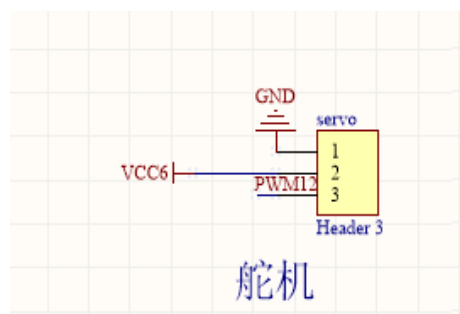 GND
servo
1
VCC6
2
PWM12
3
Header 3
舵机